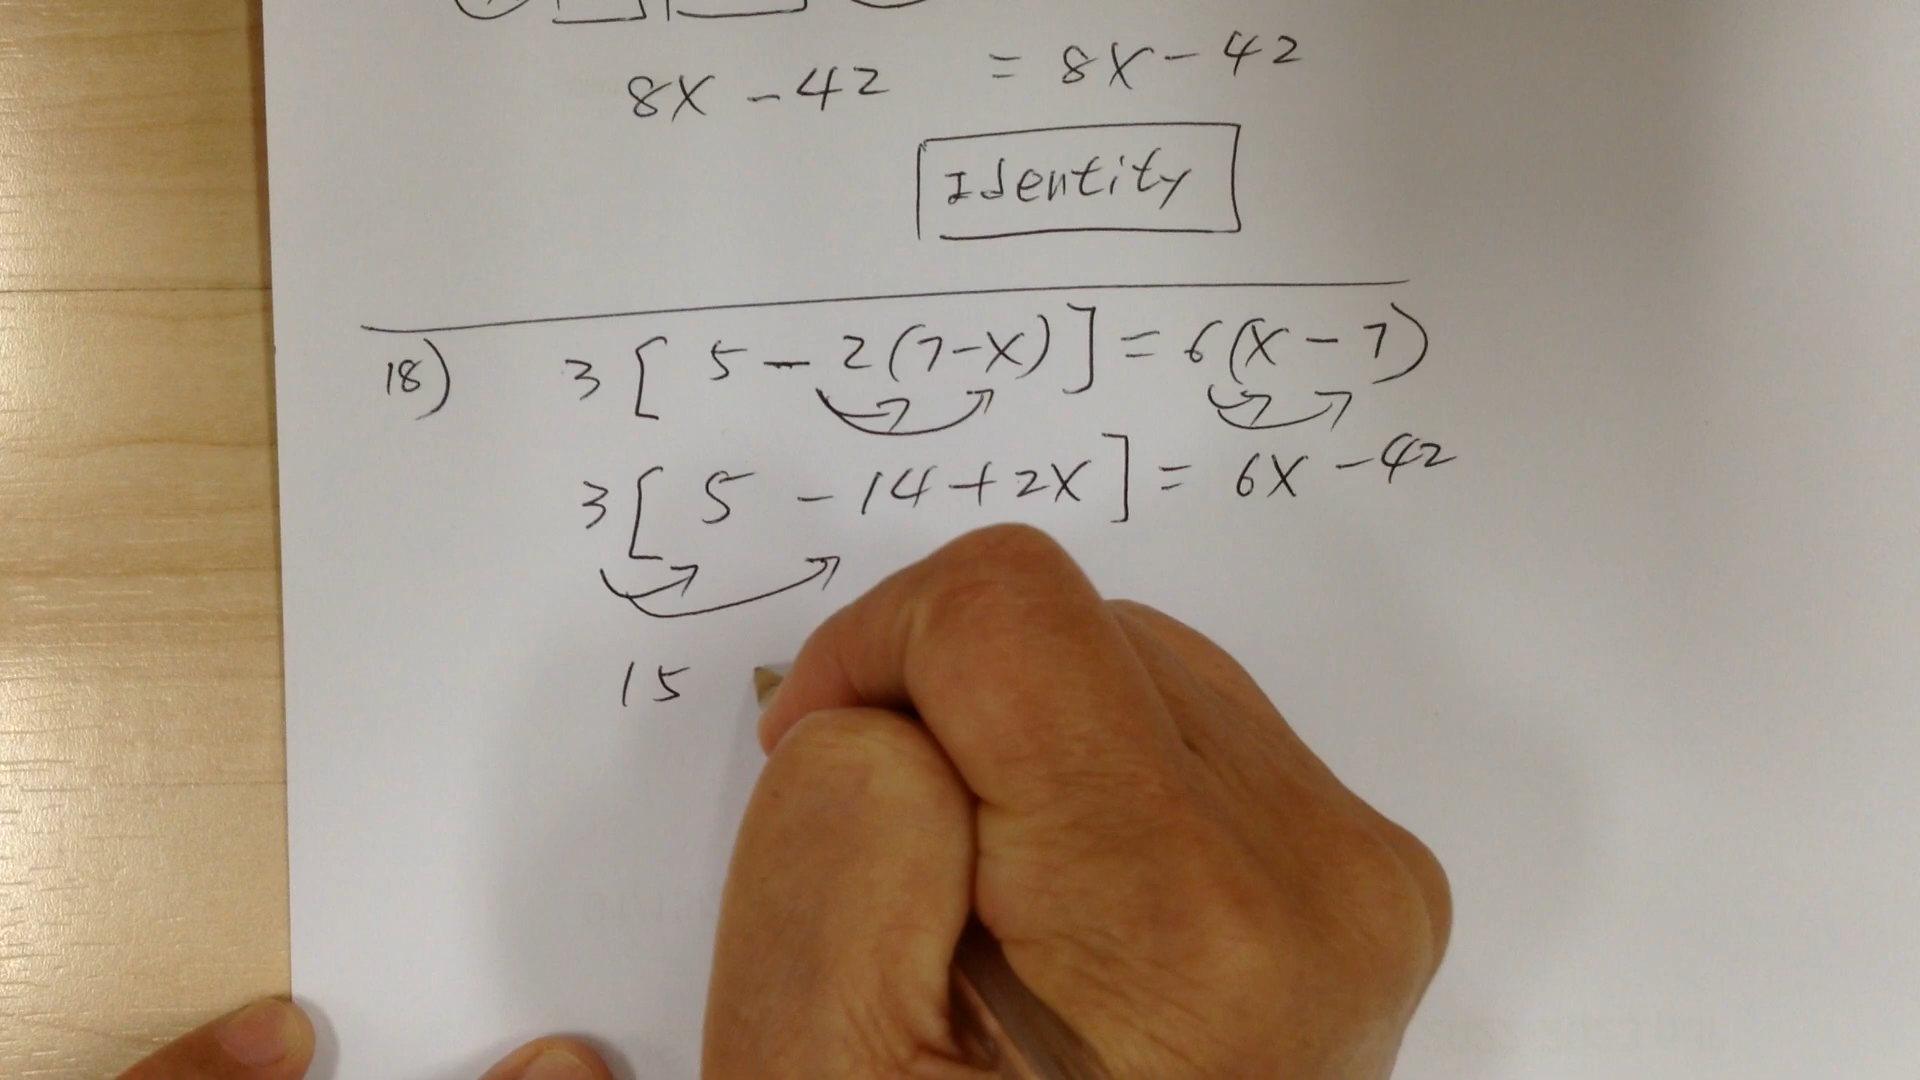 8X - 42 = 8X - 42
Identity
18) 3[5 - 2(7-X)] = 6(X - 7)
3[5 - 14 + 2X] = 6X - 42
15